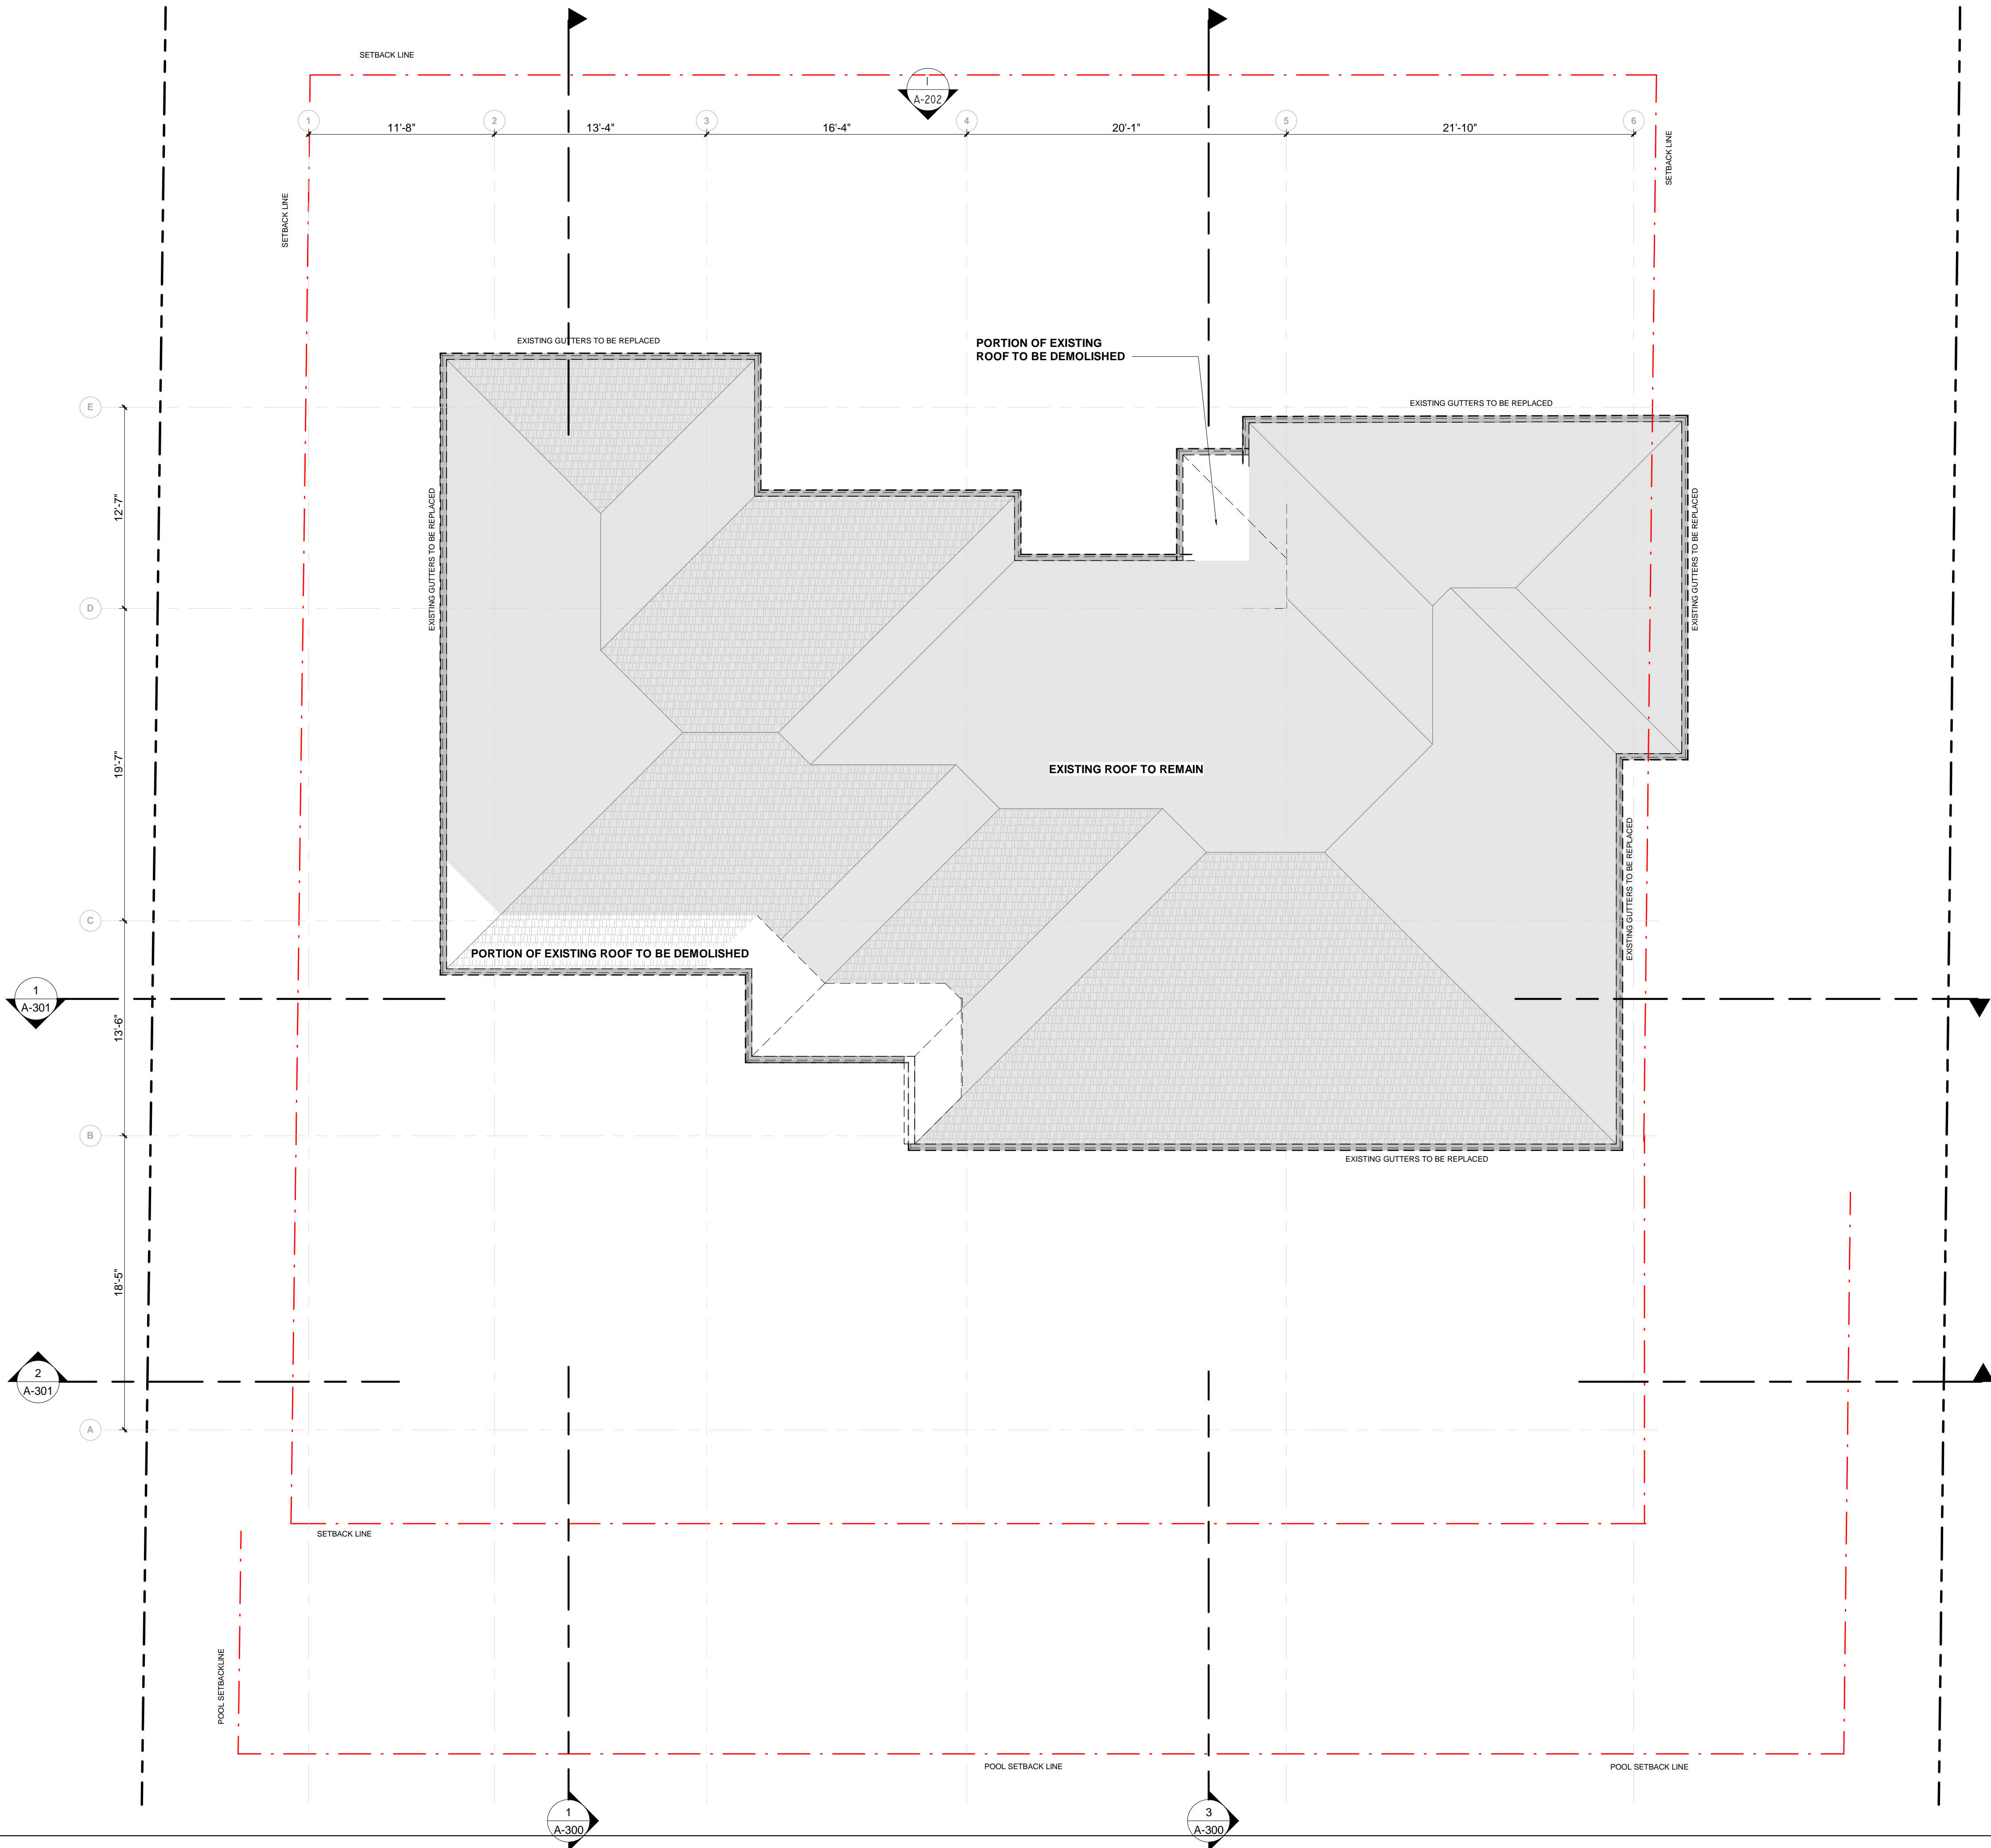 SETBACK LINE
I
A-202
1
2
3
4
5
6
11'-8"
13'-4"
16'-4"
20'-1"
21'-10"
SETBACK LINE
SETBACK LINE
EXISTING GUTTERS TO BE REPLACED
PORTION OF EXISTING
ROOF TO BE DEMOLISHED
EXISTING GUTTERS TO BE REPLACED
E
12'-7"
EXISTING GUTTERS TO BE REPLACED
EXISTING GUTTERS TO BE REPLACED
D
19'-7"
EXISTING ROOF TO REMAIN
EXISTING GUTTERS TO BE REPLACED
C
PORTION OF EXISTING ROOF TO BE DEMOLISHED
1
A-301
13'-6"
B
EXISTING GUTTERS TO BE REPLACED
18'-5"
2
A-301
A
SETBACK LINE
POOL SETBACKLINE
POOL SETBACK LINE
POOL SETBACK LINE
1
A-300
3
A-300